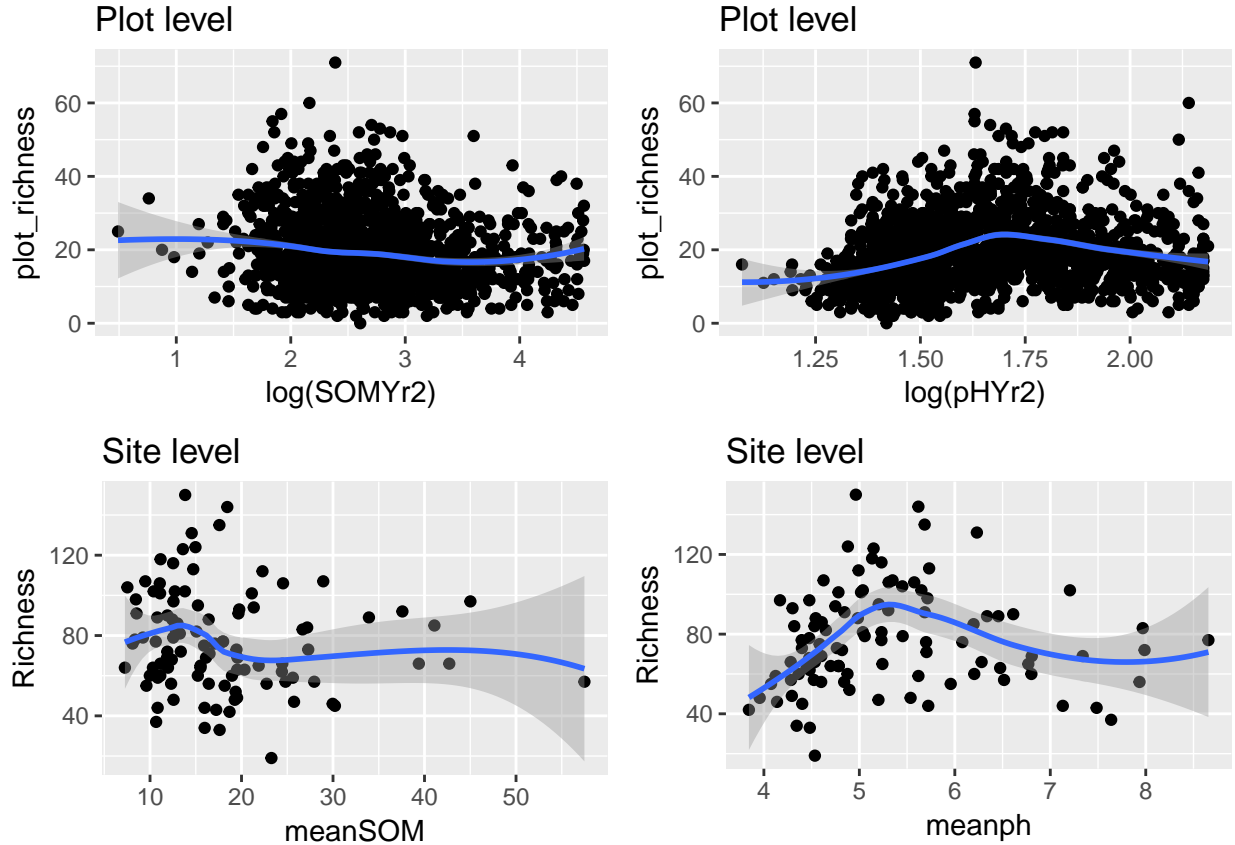 Plot level
plot_richness
60
40
20
0
1
2
3
4
log(SOMYr2)
Plot level
plot_richness
60
40
20
0
1.25
1.50
1.75
2.00
log(pHYr2)
Site level
Richness
120
80
40
10
20
30
40
50
meanSOM
Site level
Richness
120
80
40
4
5
6
7
8
meanph